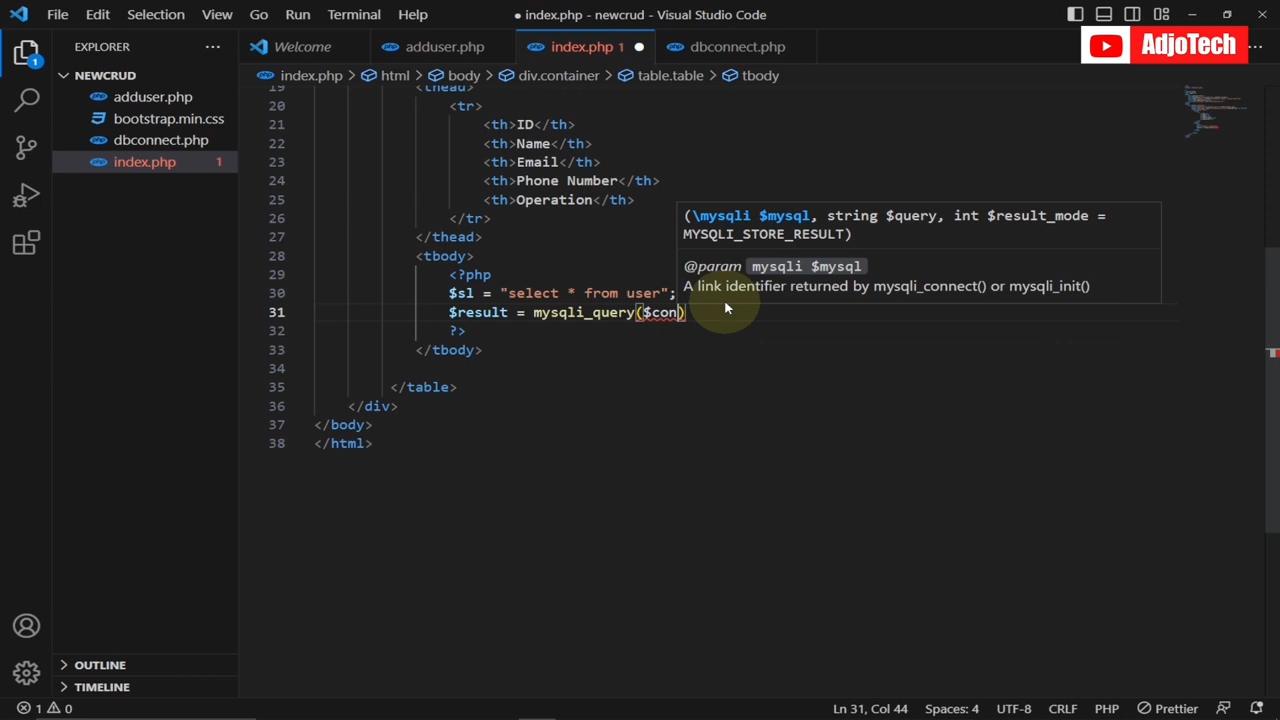 File Edit Selection View Go Run Terminal Help
● index.php - newcrud - Visual Studio Code
AdjoTech
EXPLORER ...
Welcome
adduser.php
index.php 1
dbconnect.php
...
NEWCRUD
adduser.php
bootstrap.min.css
dbconnect.php
index.php 1
1
index.php > html > body > div.container > table.table > tbody
19 <thead>
20 <tr>
21 <th>ID</th>
22 <th>Name</th>
23 <th>Email</th>
24 <th>Phone Number</th>
25 <th>Operation</th>
26 </tr>
27 </thead>
28 <tbody>
29 <?php
30 $sl = "select * from user";
31 $result = mysqli_query($con)
32 ?>
33 </tbody>
34
35 </table>
36 </div>
37 </body>
38 </html>
(\mysqli $mysql, string $query, int $result_mode =
MYSQLI_STORE_RESULT)
@param mysqli $mysql
A link identifier returned by mysqli_connect() or mysqli_init()
OUTLINE
TIMELINE
1 0
Ln 31, Col 44 Spaces: 4 UTF-8 CRLF PHP Prettier